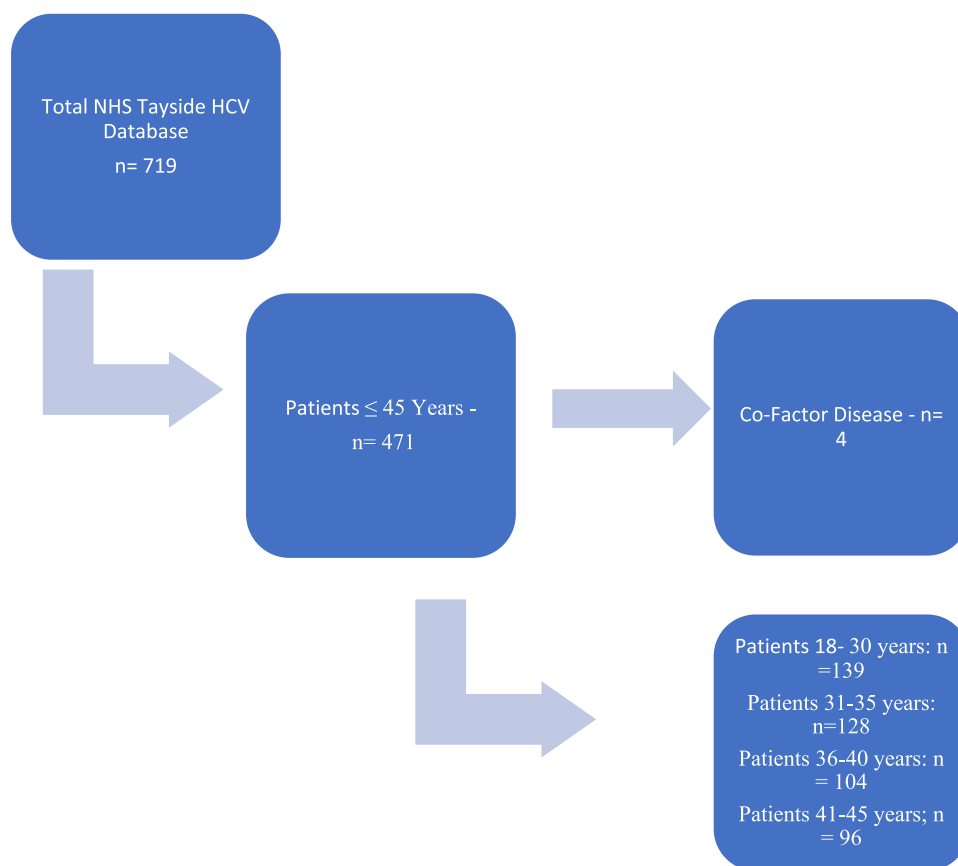 Total NHS Tayside HCV
Database
n= 719
Patients ≤ 45 Years -
n= 471
Co-Factor Disease - n=
4
Patients 18- 30 years: n
=139
Patients 31-35 years:
n=128
Patients 36-40 years: n
= 104
Patients 41-45 years; n
= 96